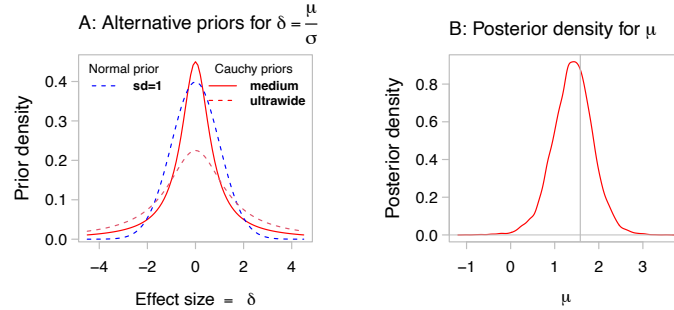 A: Alternative priors for δ = μ/σ
Normal prior
sd=1
Cauchy priors
medium
ultrawide
Prior density
0.4
0.3
0.2
0.1
0.0
−4 −2 0 2 4
Effect size = δ
B: Posterior density for μ
Posterior density
0.8
0.6
0.4
0.2
0.0
−1 0 1 2 3
μ